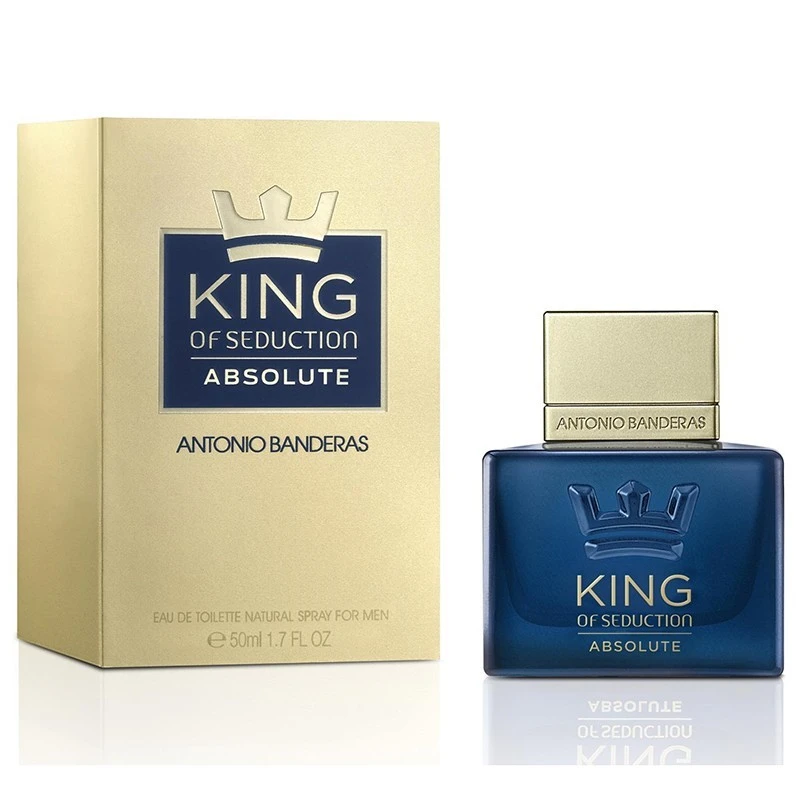 KING
OF SEDUCTION
ABSOLUTE
ANTONIO BANDERAS
EAU DE TOILETTE NATURAL SPRAY FOR MEN
℮ 50ml 1.7 FL OZ
ANTONIO BANDERAS
KING
OF SEDUCTION
ABSOLUTE